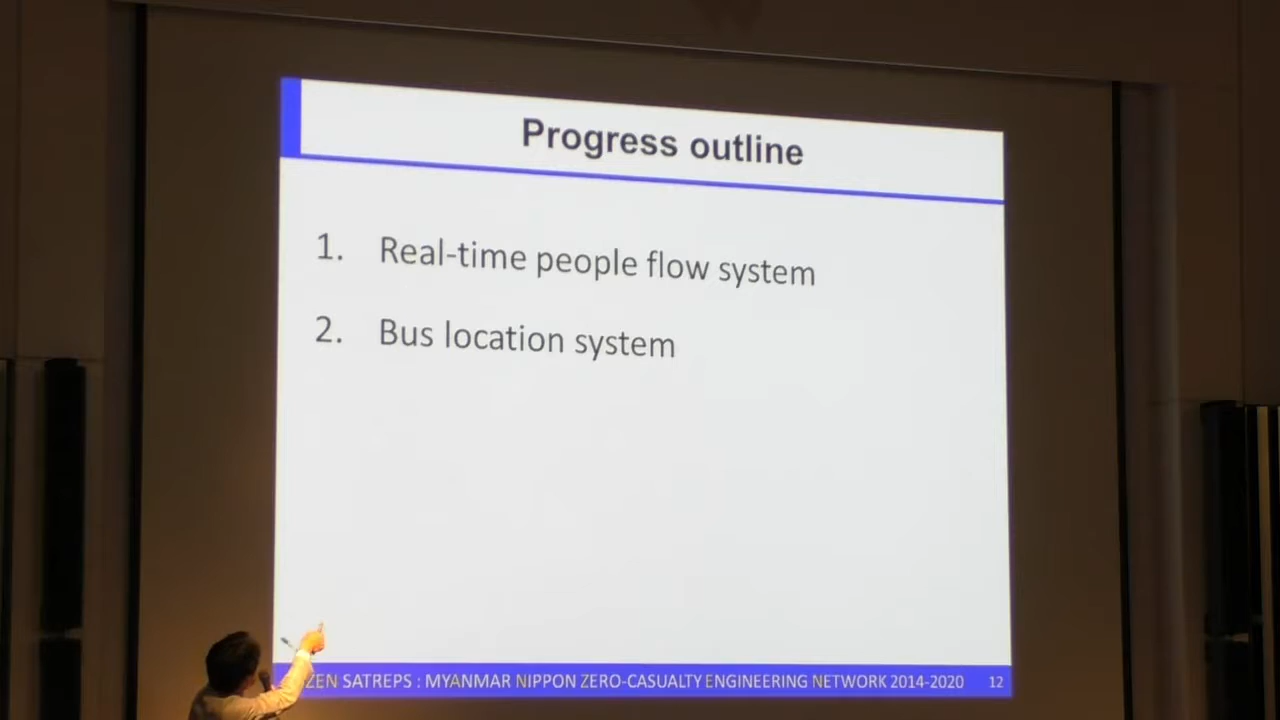 Progress outline
1. Real-time people flow system
2. Bus location system
ZEN SATREPS : MYANMAR NIPPON ZERO-CASUALTY ENGINEERING NETWORK 2014-2020 12